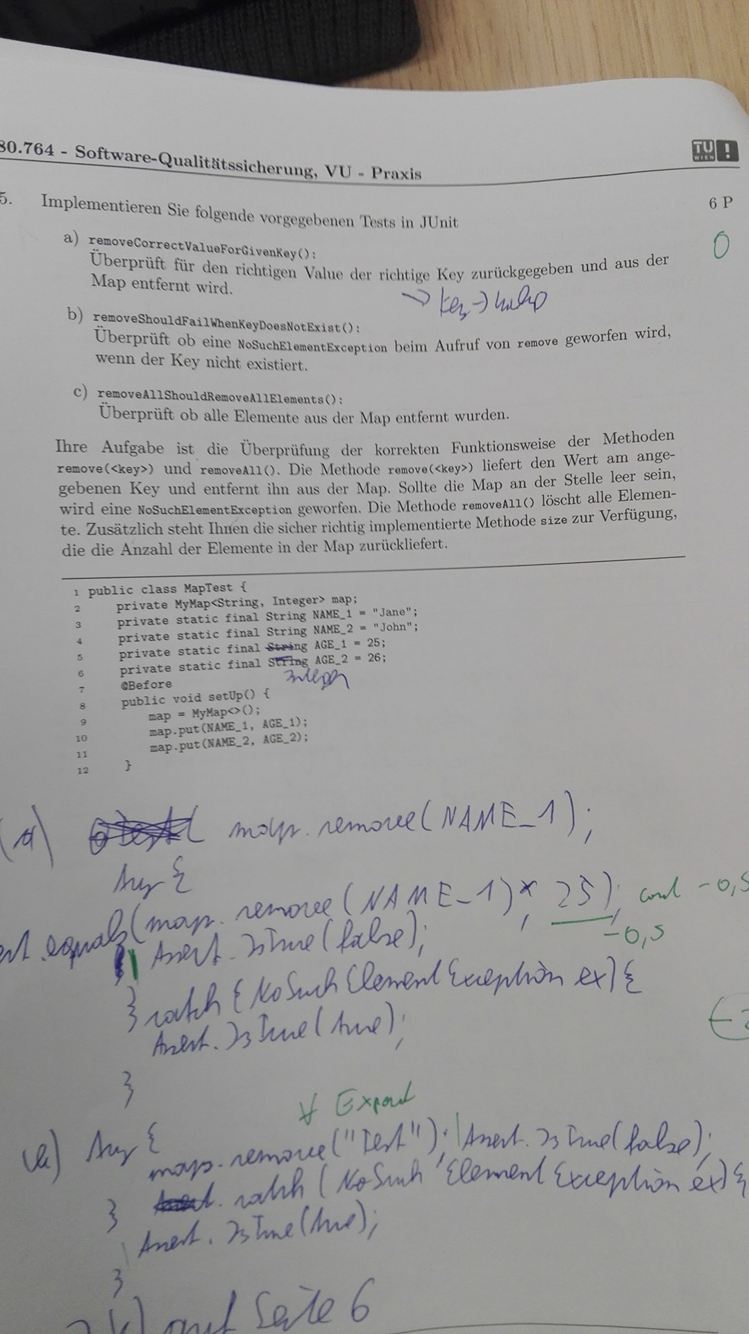 80.764 - Software-Qualitätssicherung, VU - Praxis
TU
WIEN
5. Implementieren Sie folgende vorgegebenen Tests in JUnit
6 P
0
a) removeCorrectValueForGivenKey():
Überprüft für den richtigen Value der richtige Key zurückgegeben und aus der
Map entfernt wird.
b) removeShouldFailWhenKeyDoesNotExist():
Überprüft ob eine NoSuchElementException beim Aufruf von remove geworfen wird,
wenn der Key nicht existiert.
c) removeAllShouldRemoveAllElements():
Überprüft ob alle Elemente aus der Map entfernt wurden.
Ihre Aufgabe ist die Überprüfung der korrekten Funktionsweise der Methoden
remove(<key>) und removeAll(). Die Methode remove(<key>) liefert den Wert am ange-
gebenen Key und entfernt ihn aus der Map. Sollte die Map an der Stelle leer sein,
wird eine NoSuchElementException geworfen. Die Methode removeAll() löscht alle Elemen-
te. Zusätzlich steht Ihnen die sicher richtig implementierte Methode size zur Verfügung,
die die Anzahl der Elemente in der Map zurückliefert.
1 public class MapTest {
2 private MyMap<String, Integer> map;
3 private static final String NAME_1 = "Jane";
4 private static final String NAME_2 = "John";
5 private static final String AGE_1 = 25;
6 private static final String AGE_2 = 26;
Integer
7 @Before
8 public void setUp() {
9 map = MyMap<>();
10 map.put(NAME_1, AGE_1);
11 map.put(NAME_2, AGE_2);
12 }
(a) map.remove(NAME_1);
try {
equals(map.remove(NAME_1), 25); -0,5
-0,5
Assert.IsTrue(false);
} catch { NoSuchElementException ex) {
Assert.IsTrue(true);
}
try {
map.remove("Test"); Assert.IsTrue(false);
} catch (NoSuchElementException ex) {
Assert.IsTrue(true);
}
auf Seite 6